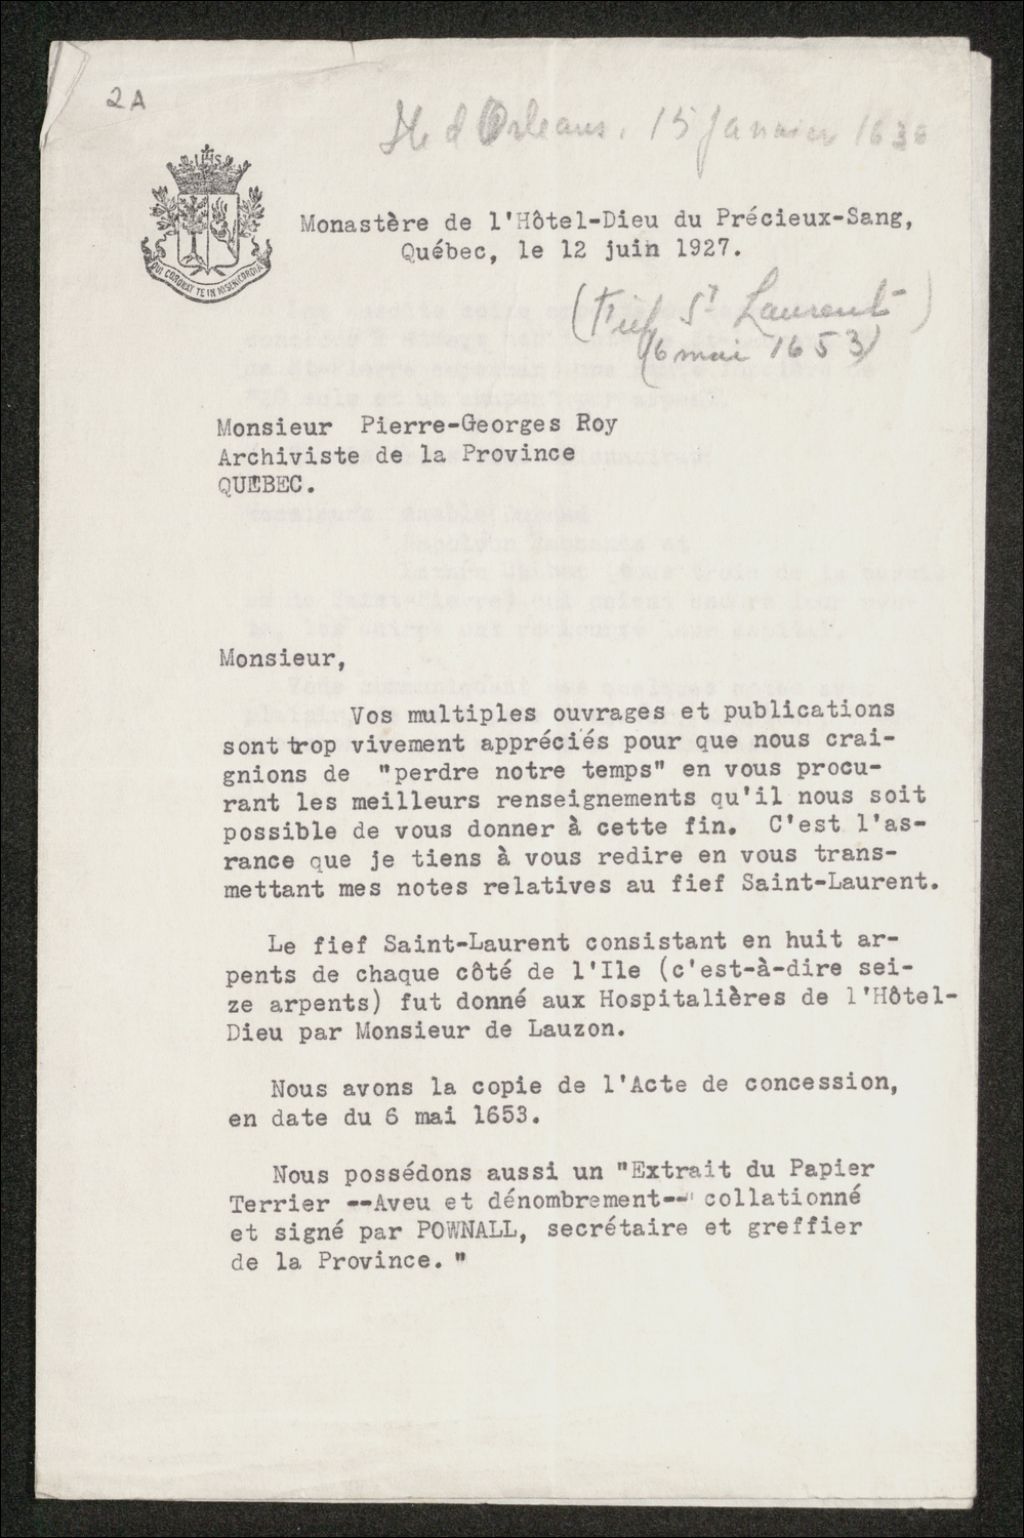 2A
Ile d'Orleans. 15 Janvier 1636
IHS
QUI CORONAT TE IN MISERICORDIA
Monastère de l'Hôtel-Dieu du Précieux-Sang,
Québec, le 12 juin 1927.
(Fief St Laurent)
(6 mai 1653)
Monsieur Pierre-Georges Roy
Archiviste de la Province
QUEBEC.
Monsieur,
Vos multiples ouvrages et publications
sont trop vivement appréciés pour que nous crai-
gnions de "perdre notre temps" en vous procu-
rant les meilleurs renseignements qu'il nous soit
possible de vous donner à cette fin. C'est l'as-
rance que je tiens à vous redire en vous trans-
mettant mes notes relatives au fief Saint-Laurent.
Le fief Saint-Laurent consistant en huit ar-
pents de chaque côté de l'Ile (c'est-à-dire sei-
ze arpents) fut donné aux Hospitalières de l'Hôtel-
Dieu par Monsieur de Lauzon.
Nous avons la copie de l'Acte de concession,
en date du 6 mai 1653.
Nous possédons aussi un "Extrait du Papier
Terrier --Aveu et dénombrement--" collationné
et signé par POWNALL, secrétaire et greffier
de la Province."